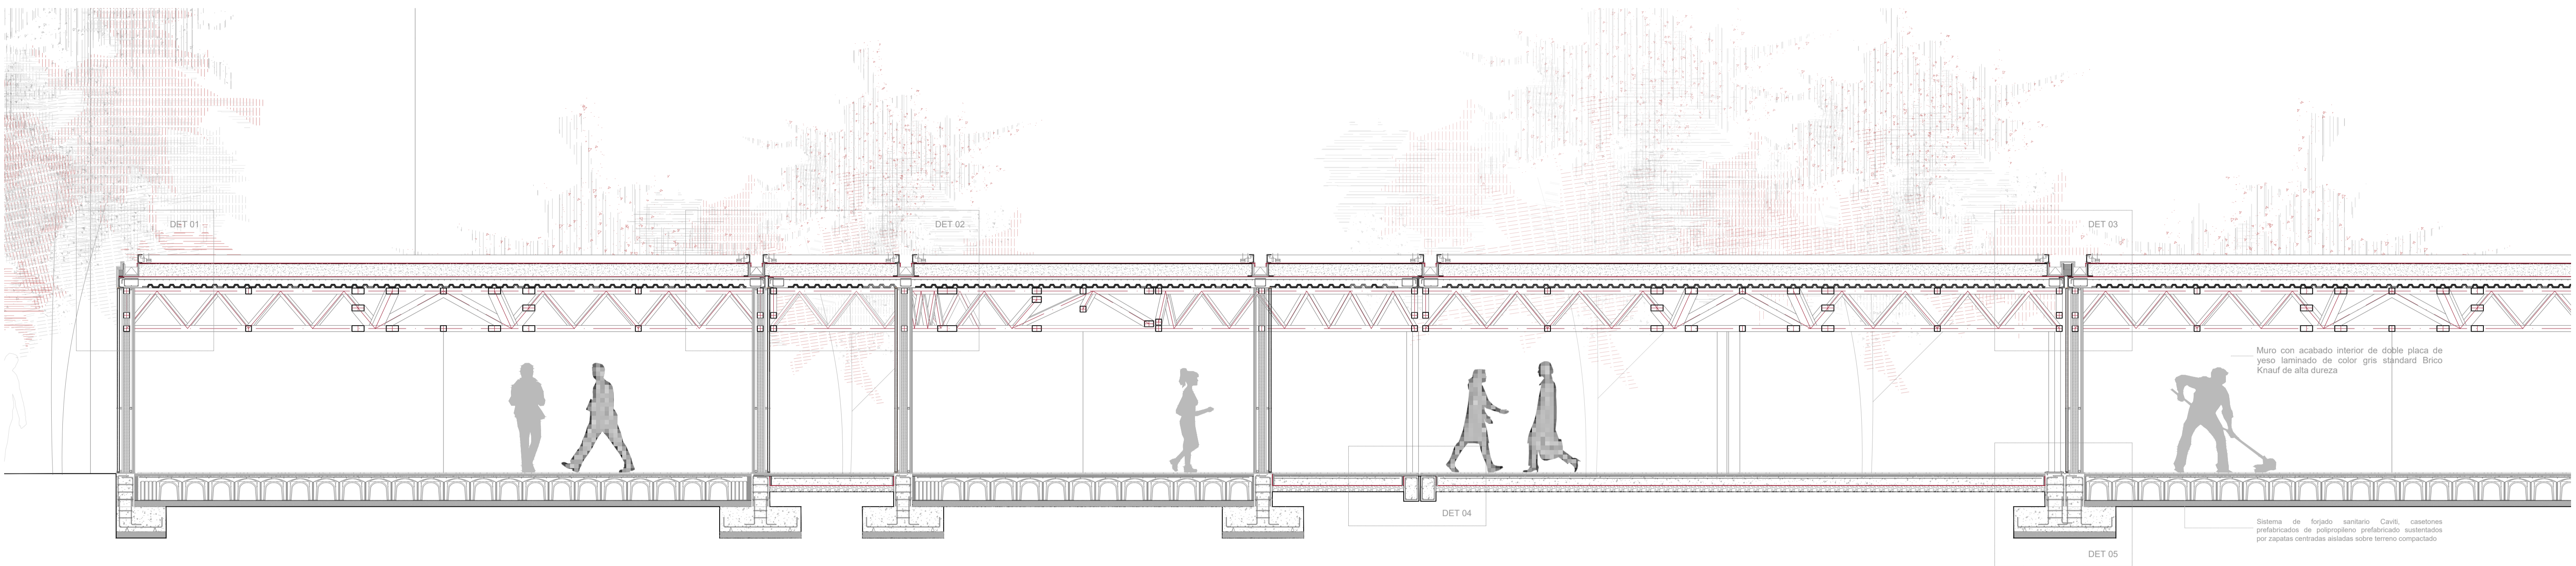 DET 01
DET 02
DET 03
Muro con acabado interior de doble placa de
yeso laminado de color gris standard Brico
Knauf de alta dureza
DET 04
Sistema de forjado sanitario Caviti, casetones
prefabricados de polipropileno prefabricado sustentados
por zapatas centradas aisladas sobre terreno compactado
DET 05